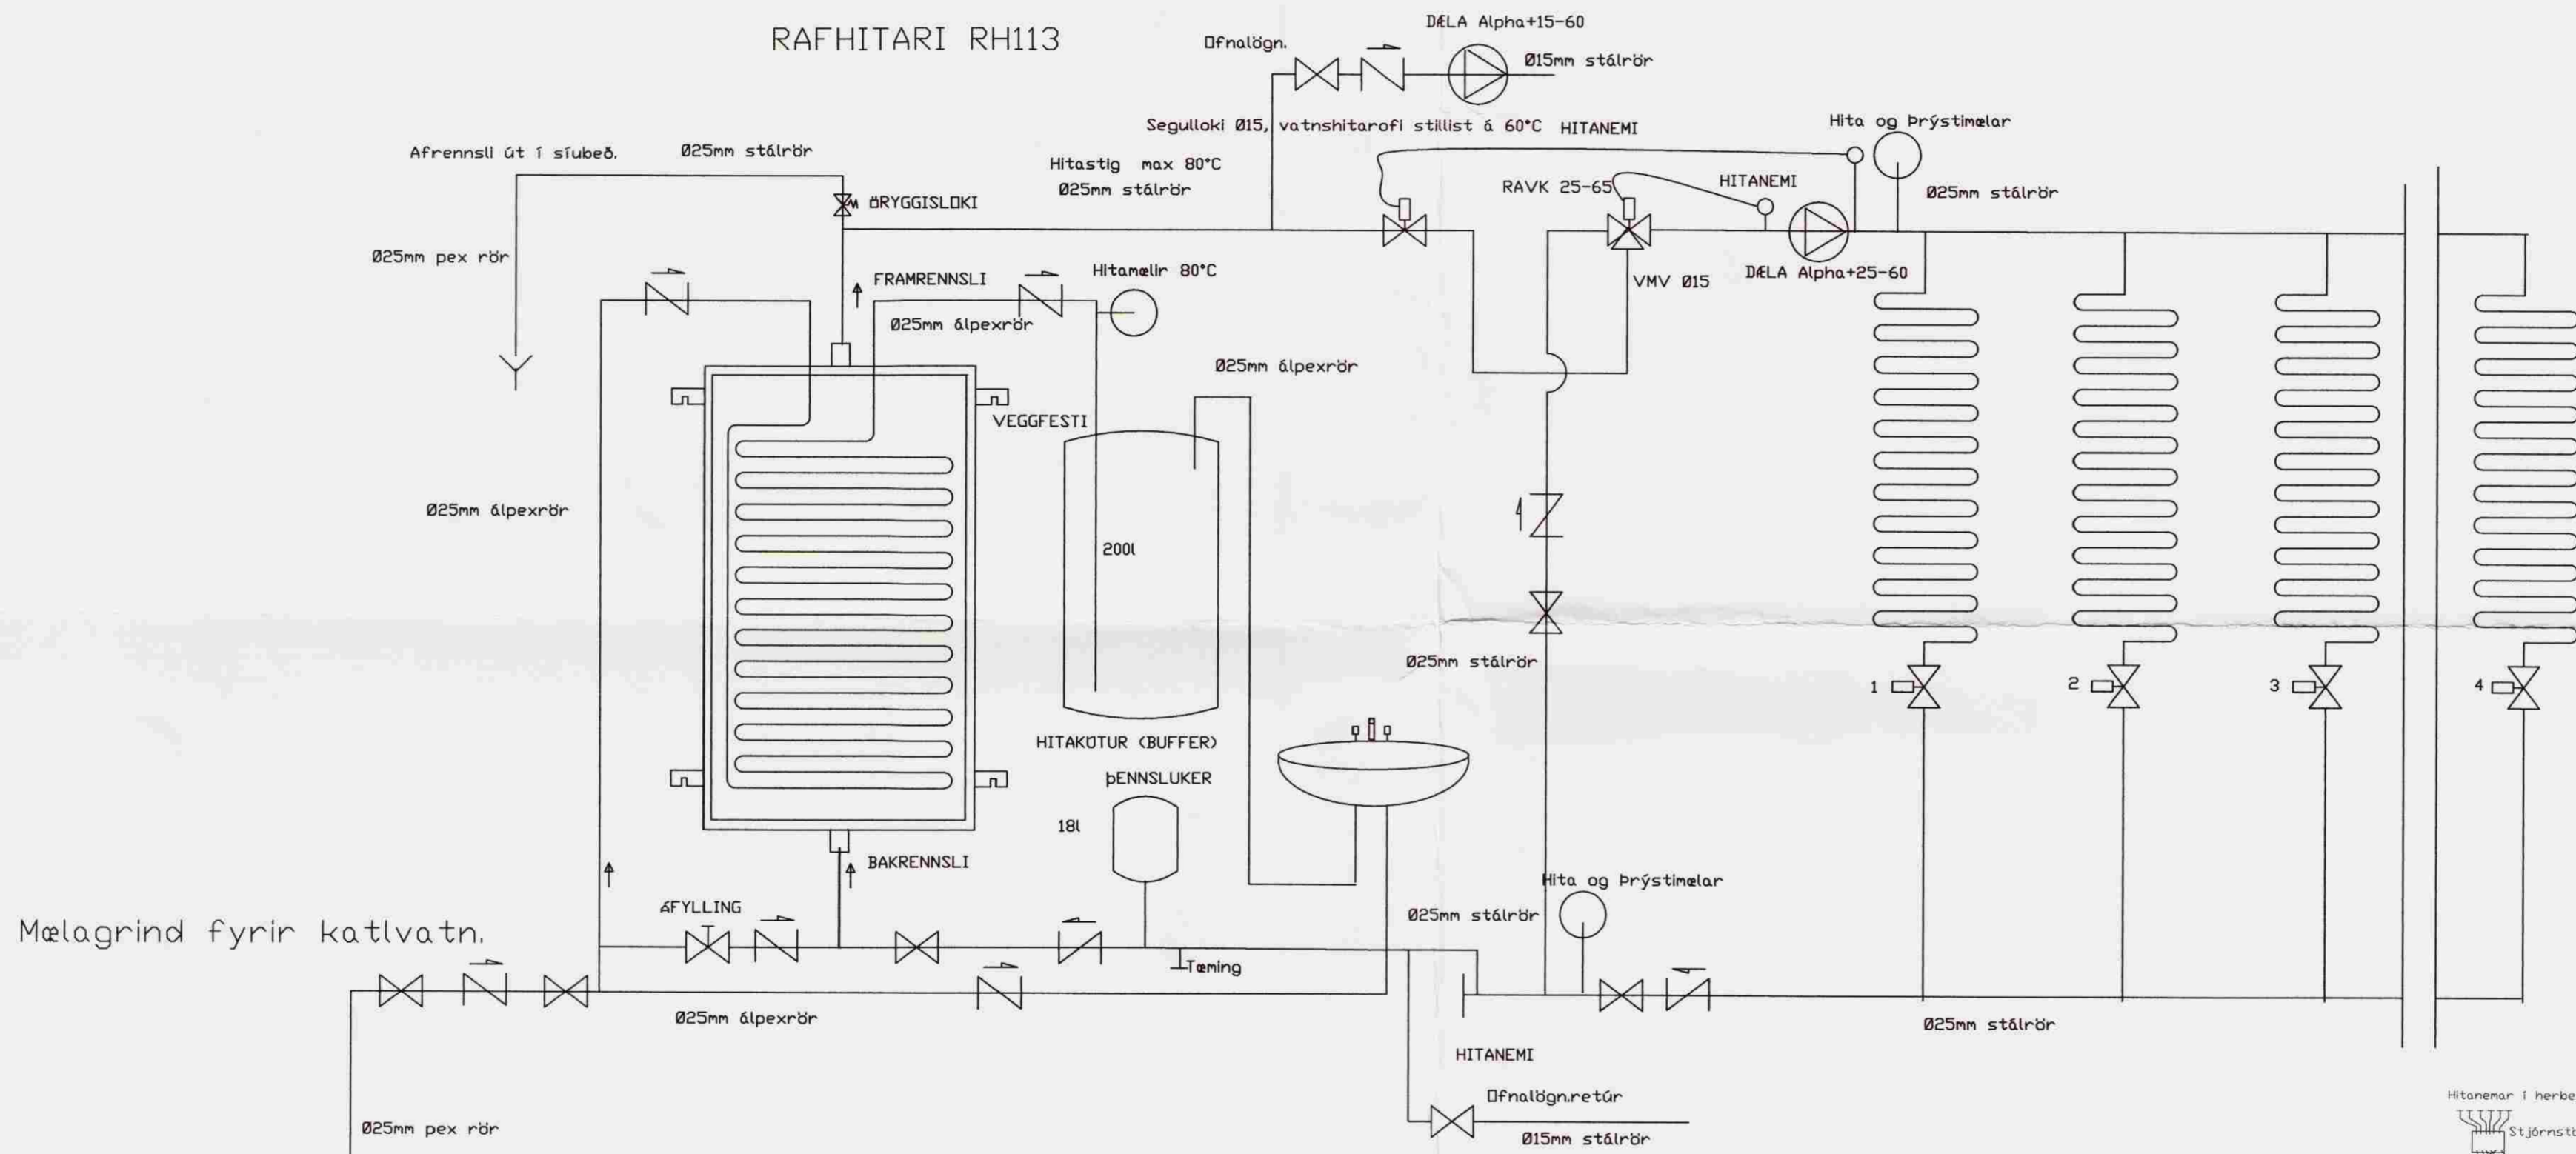 RAFHITARI RH113
DÆLA Alpha+15-60
Ofnalögn.
Ø15mm stálrör
Segulloki Ø15, vatnshitarofi stillist á 60°C
HITANEMI
Hita og Þrýstimælar
Afrennsli út í síubeð.
Ø25mm stálrör
Hitastig max 80°C
Ø25mm stálrör
RAVK 25-65
HITANEMI
Ø25mm stálrör
ÖRYGGISLOKI
Ø25mm pex rör
FRAMRENNSLI
Hitamælir 80°C
VMV Ø15
DÆLA Alpha+25-60
Ø25mm álpexrör
Ø25mm álpexrör
VEGGFESTI
Ø25mm álpexrör
200l
Ø25mm stálrör
1
2
3
4
HITAKÚTUR (BUFFER)
ÞENNSLUKER
18l
BAKRENNSLI
Hita og Þrýstimælar
ÁFYLLING
Ø25mm stálrör
Mælagrind fyrir katlvatn.
Tæming
Ø25mm álpexrör
Ø25mm stálrör
HITANEMI
Ofnalögn.retúr
Hitanemar í herbe
Ø25mm pex rör
Ø15mm stálrör
Stjórnstö